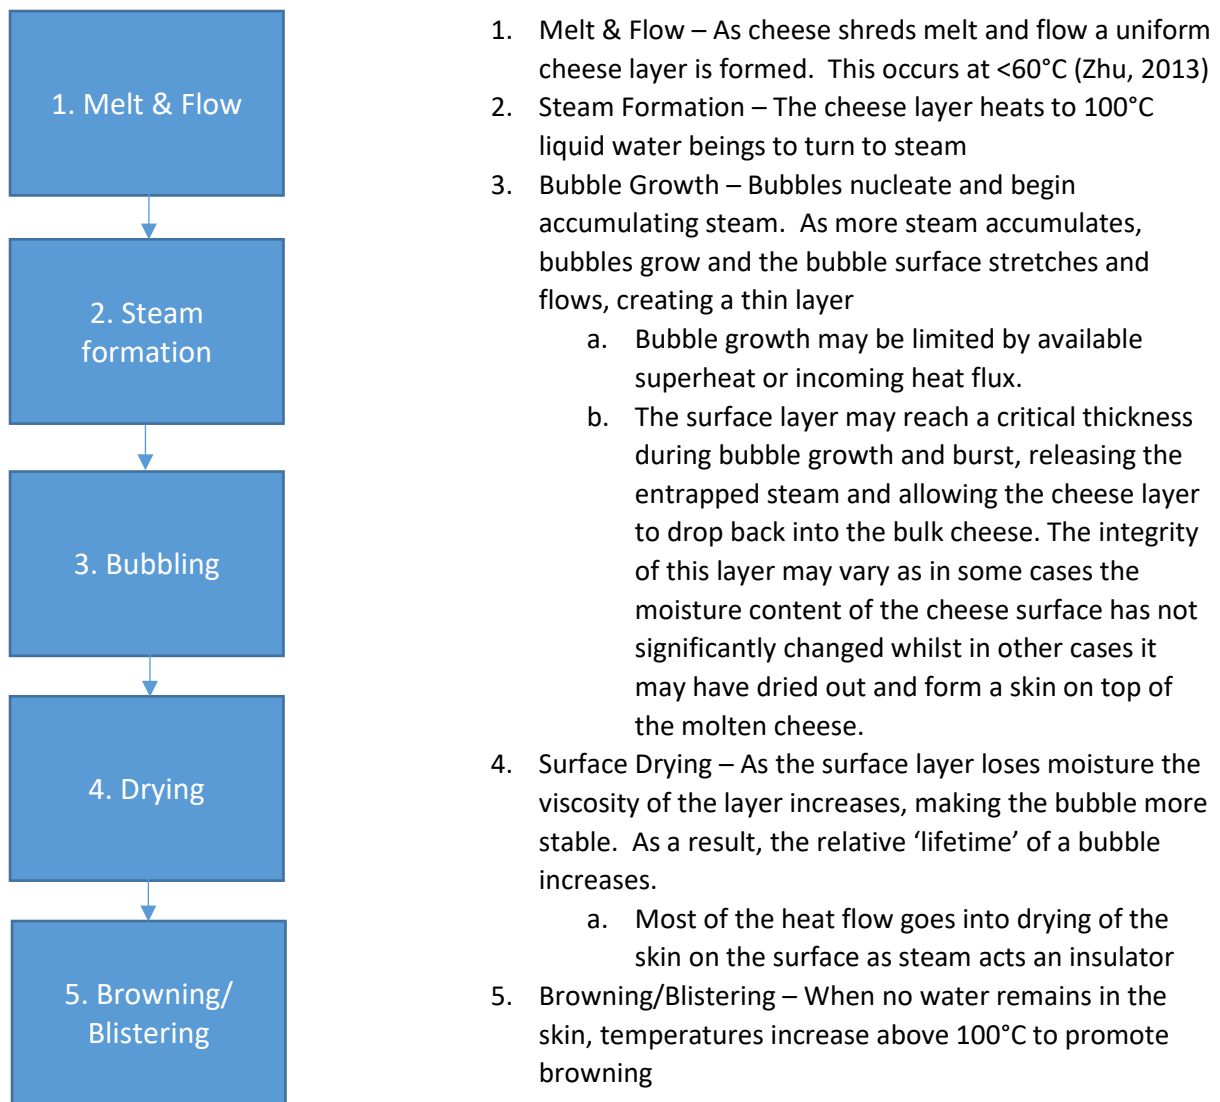 1. Melt & Flow
2. Steam
formation
3. Bubbling
4. Drying
5. Browning/
Blistering
1. Melt & Flow – As cheese shreds melt and flow a uniform
cheese layer is formed.  This occurs at <60°C (Zhu, 2013)
2. Steam Formation – The cheese layer heats to 100°C
liquid water beings to turn to steam
3. Bubble Growth – Bubbles nucleate and begin
accumulating steam.  As more steam accumulates,
bubbles grow and the bubble surface stretches and
flows, creating a thin layer
a. Bubble growth may be limited by available
superheat or incoming heat flux.
b. The surface layer may reach a critical thickness
during bubble growth and burst, releasing the
entrapped steam and allowing the cheese layer
to drop back into the bulk cheese. The integrity
of this layer may vary as in some cases the
moisture content of the cheese surface has not
significantly changed whilst in other cases it
may have dried out and form a skin on top of
the molten cheese.
4. Surface Drying – As the surface layer loses moisture the
viscosity of the layer increases, making the bubble more
stable.  As a result, the relative ‘lifetime’ of a bubble
increases.
a. Most of the heat flow goes into drying of the
skin on the surface as steam acts an insulator
5. Browning/Blistering – When no water remains in the
skin, temperatures increase above 100°C to promote
browning